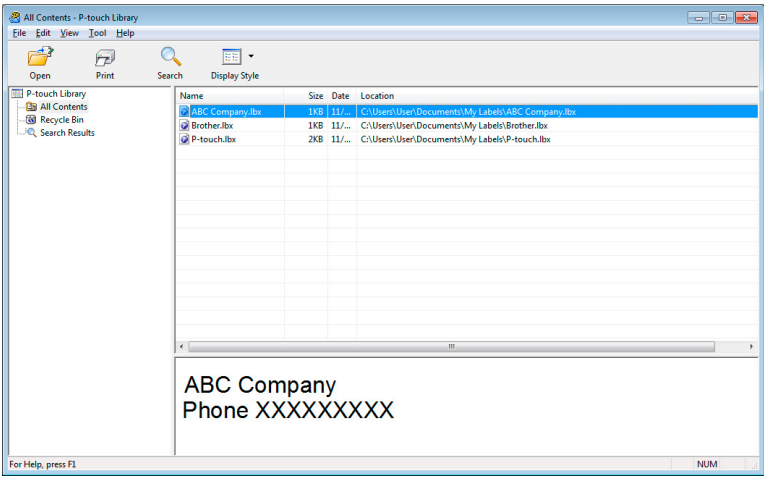 All Contents - P-touch Library
File Edit View Tool Help
Open Print Search Display Style
P-touch Library
All Contents
Recycle Bin
Search Results
Name Size Date Location
ABC Company.lbx 1KB 11/... C:\Users\User\Documents\My Labels\ABC Company.lbx
Brother.lbx 1KB 11/... C:\Users\User\Documents\My Labels\Brother.lbx
P-touch.lbx 2KB 11/... C:\Users\User\Documents\My Labels\P-touch.lbx
ABC Company
Phone XXXXXXXXX
For Help, press F1 NUM